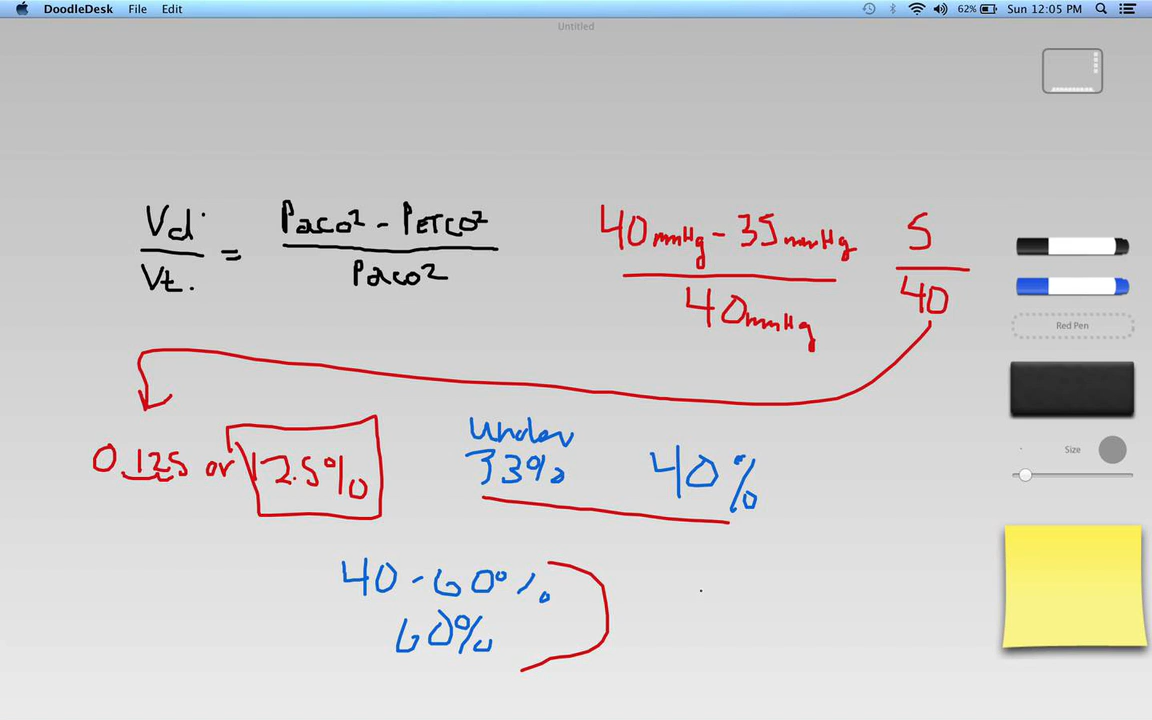 DoodleDesk File Edit 62% Sun 12:05 PM
Untitled
Vd = Paco² - PETCO²
Vt. Paco²
40mmHg - 35mmHg 5
40mmHg 40
Red Pen
Size
0.125 or 12.5%
under
33% 40%
40-60%
60%